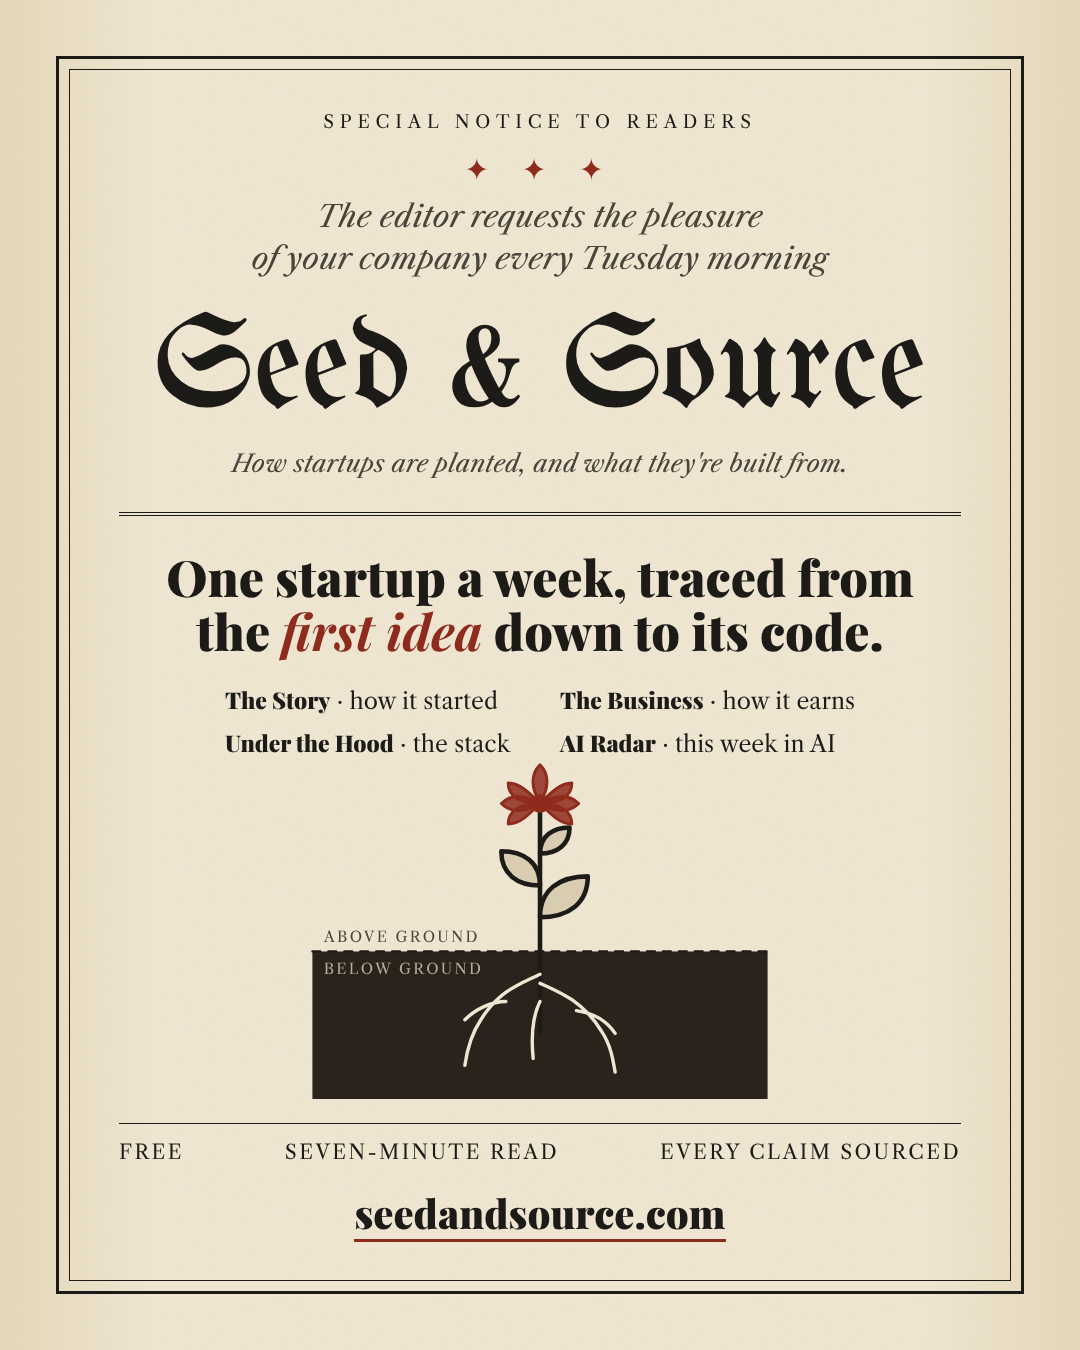 SPECIAL NOTICE TO READERS
The editor requests the pleasure
of your company every Tuesday morning
Seed & Source
How startups are planted, and what they're built from.
One startup a week, traced from
the first idea down to its code.
The Story · how it started
The Business · how it earns
Under the Hood · the stack
AI Radar · this week in AI
ABOVE GROUND
BELOW GROUND
FREE
SEVEN-MINUTE READ
EVERY CLAIM SOURCED
seedandsource.com